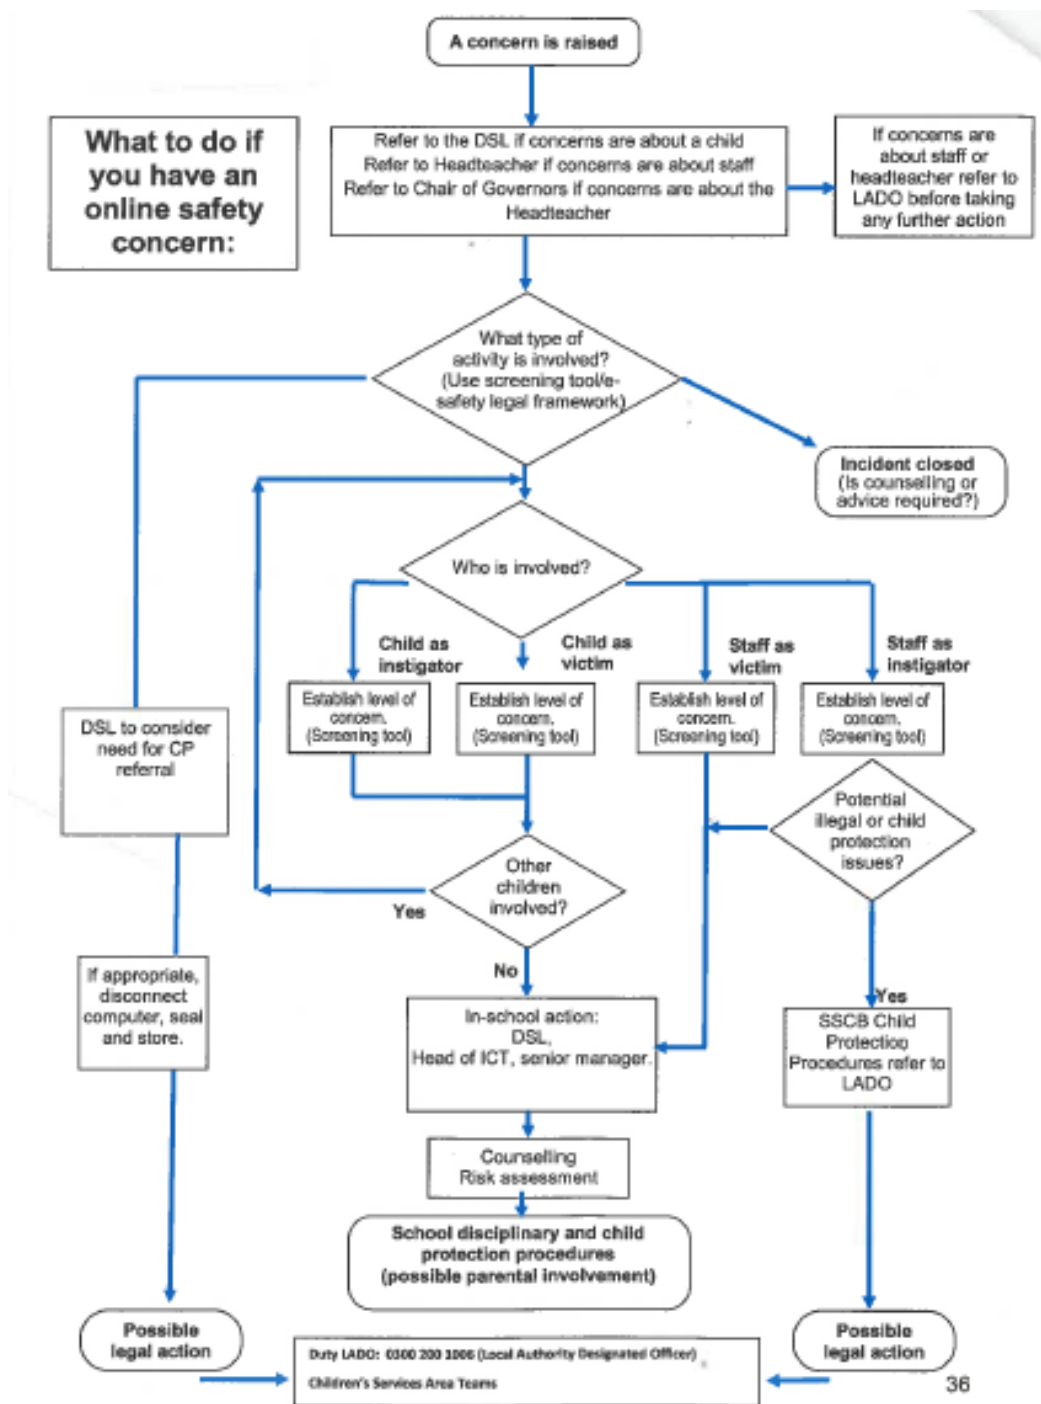 A concern is raised
What to do if
you have an
online safety
concern:
Refer to the DSL if concerns are about a child
Refer to Headteacher if concerns are about staff
Refer to Chair of Governors if concerns are about the
Headteacher
If concerns are
about staff or
headteacher refer to
LADO before taking
any further action
What type of
activity is involved?
(Use screening tool/e-
safety legal framework)
Incident closed
(Is counselling or
advice required?)
Who is involved?
Child as
instigator
Child as
victim
Staff as
victim
Staff as
instigator
Establish level of
concern.
(Screening tool)
Establish level of
concern.
(Screening tool)
Establish level of
concern.
(Screening tool)
Establish level of
concern.
(Screening tool)
DSL to consider
need for CP
referral
Potential
illegal or child
protection
issues?
Other
children
involved?
Yes
No
If appropriate,
disconnect
computer, seal
and store.
In-school action:
DSL,
Head of ICT, senior manager.
Yes
SSCB Child
Protection
Procedures refer to
LADO
Counselling
Risk assessment
School disciplinary and child
protection procedures
(possible parental involvement)
Possible
legal action
Possible
legal action
Duty LADO: 0300 200 1006 (Local Authority Designated Officer)
Children's Services Area Teams
36